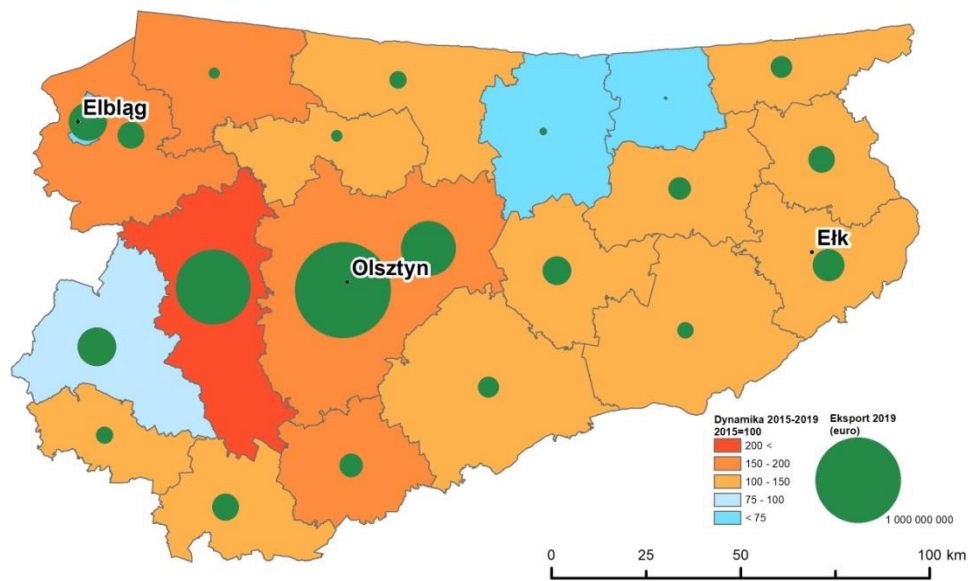 Elbląg
Olsztyn
Ełk
Dynamika 2015-2019
2015=100
200 <
150 - 200
100 - 150
75 - 100
< 75
Eksport 2019
(euro)
1 000 000 000
0 25 50 100 km